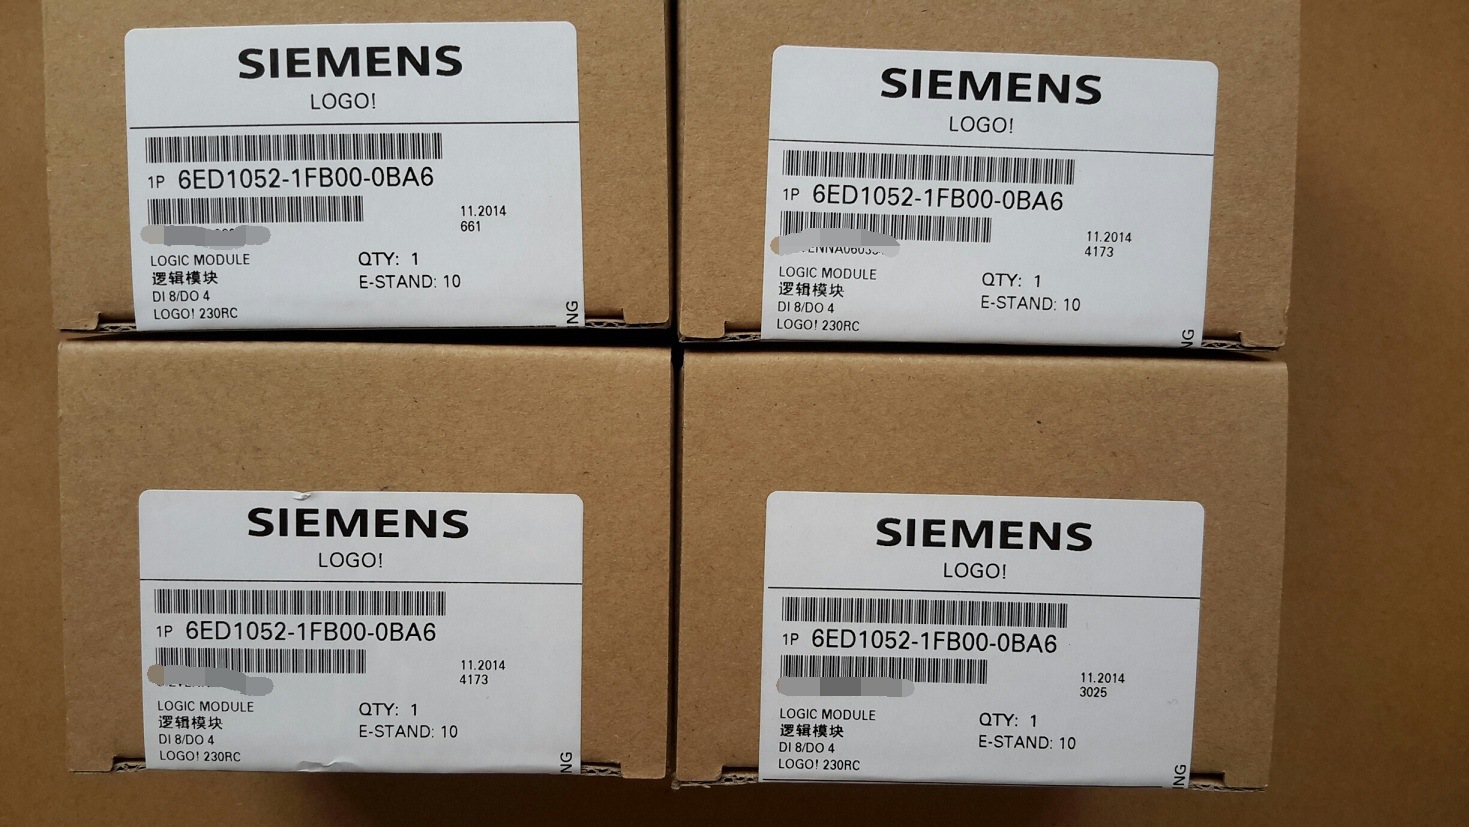 SIEMENS
LOGO!
1P 6ED1052-1FB00-0BA6
11.2014
661
LOGIC MODULE
逻辑模块
DI 8/DO 4
LOGO! 230RC
QTY: 1
E-STAND: 10
NG
SIEMENS
LOGO!
1P 6ED1052-1FB00-0BA6
11.2014
4173
LOGIC MODULE
逻辑模块
DI 8/DO 4
LOGO! 230RC
QTY: 1
E-STAND: 10
NG
SIEMENS
LOGO!
1P 6ED1052-1FB00-0BA6
11.2014
4173
LOGIC MODULE
逻辑模块
DI 8/DO 4
LOGO! 230RC
QTY: 1
E-STAND: 10
NG
SIEMENS
LOGO!
1P 6ED1052-1FB00-0BA6
11.2014
3025
LOGIC MODULE
逻辑模块
DI 8/DO 4
LOGO! 230RC
QTY: 1
E-STAND: 10
NG